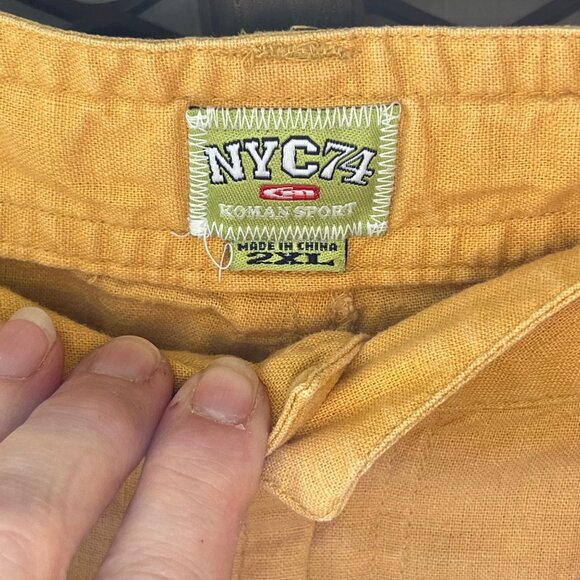 NYC74
KOMAN SPORT
MADE IN CHINA
2XL